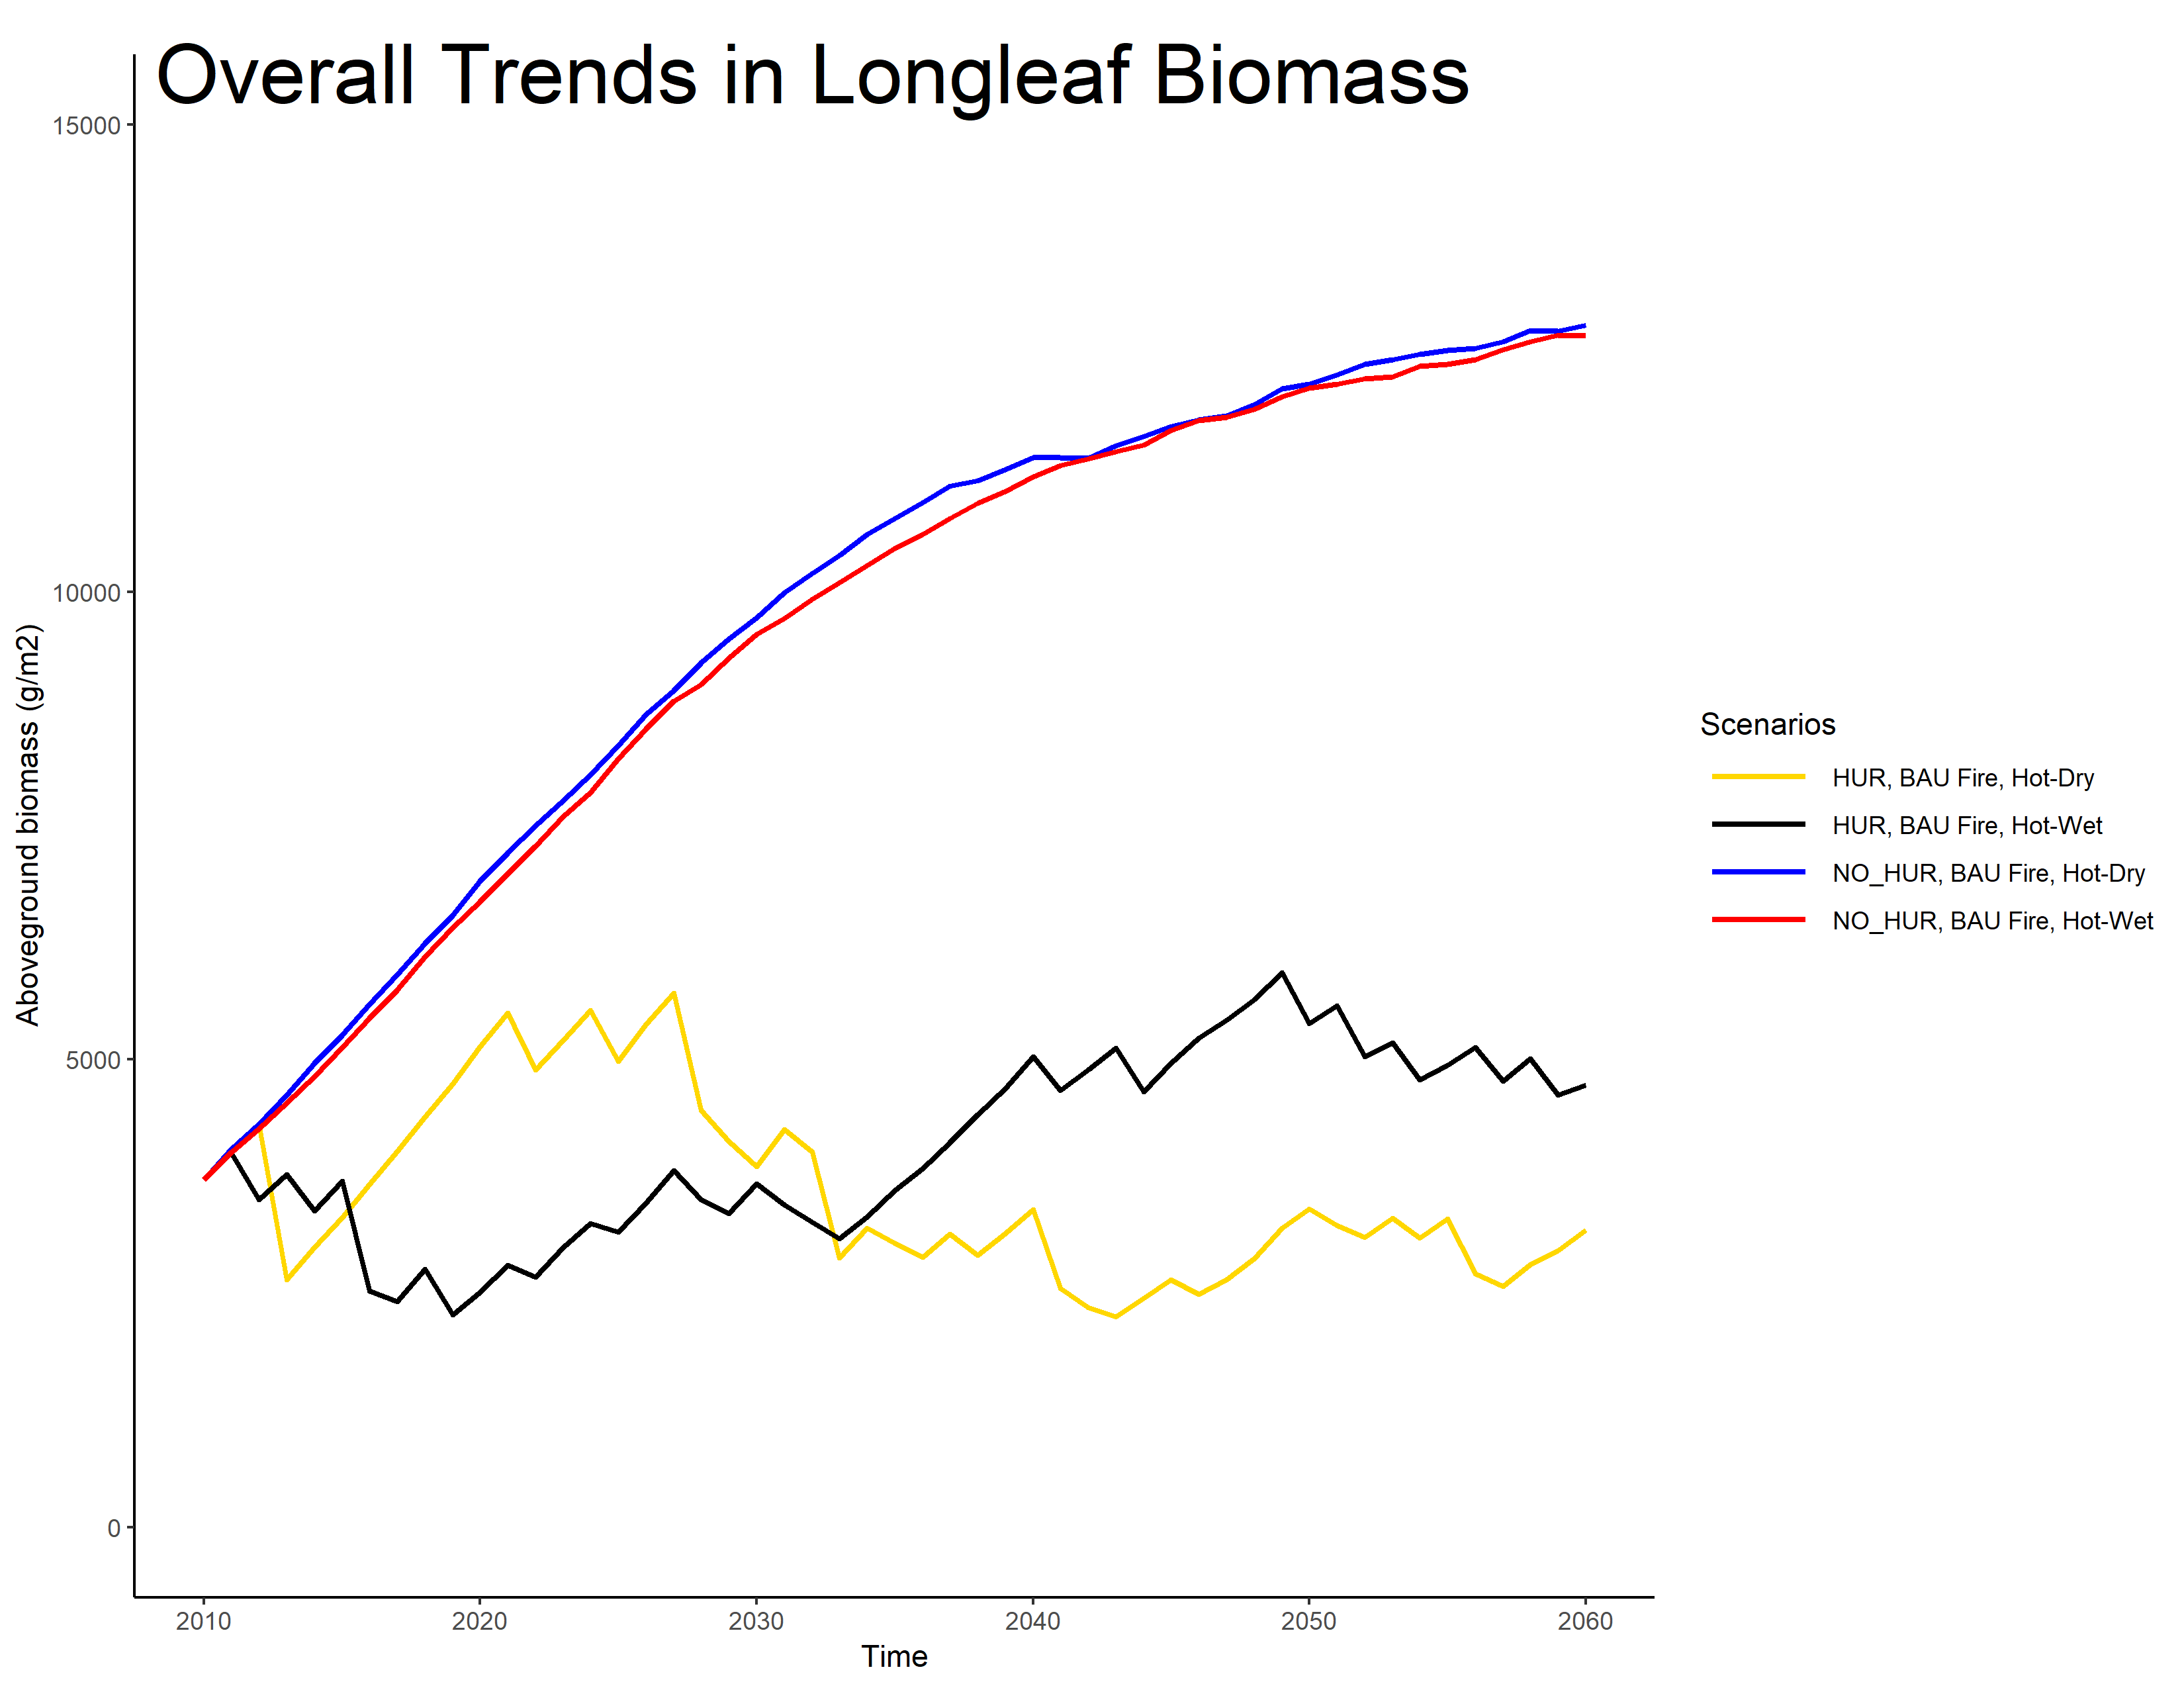 Overall Trends in Longleaf Biomass
15000
10000
5000
0
Aboveground biomass (g/m2)
2010 2020 2030 2040 2050 2060
Time
Scenarios
HUR, BAU Fire, Hot-Dry
HUR, BAU Fire, Hot-Wet
NO_HUR, BAU Fire, Hot-Dry
NO_HUR, BAU Fire, Hot-Wet